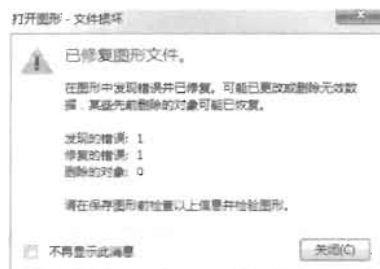 打开图形 - 文件损坏
已修复图形文件。
在图形中发现错误并已修复。可能已更改或删除无效数
据，某些先前删除的对象可能已恢复。
发现的错误: 1
修复的错误: 1
删除的对象: 0
请在保存图形前检查以上信息并检验图形。
不再显示此消息
关闭(C)